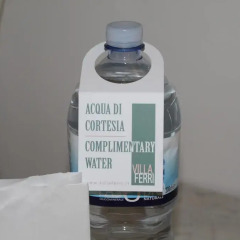 ACQUA DI
CORTESIA
COMPLIMENTARY
WATER
VILLA
FERRI